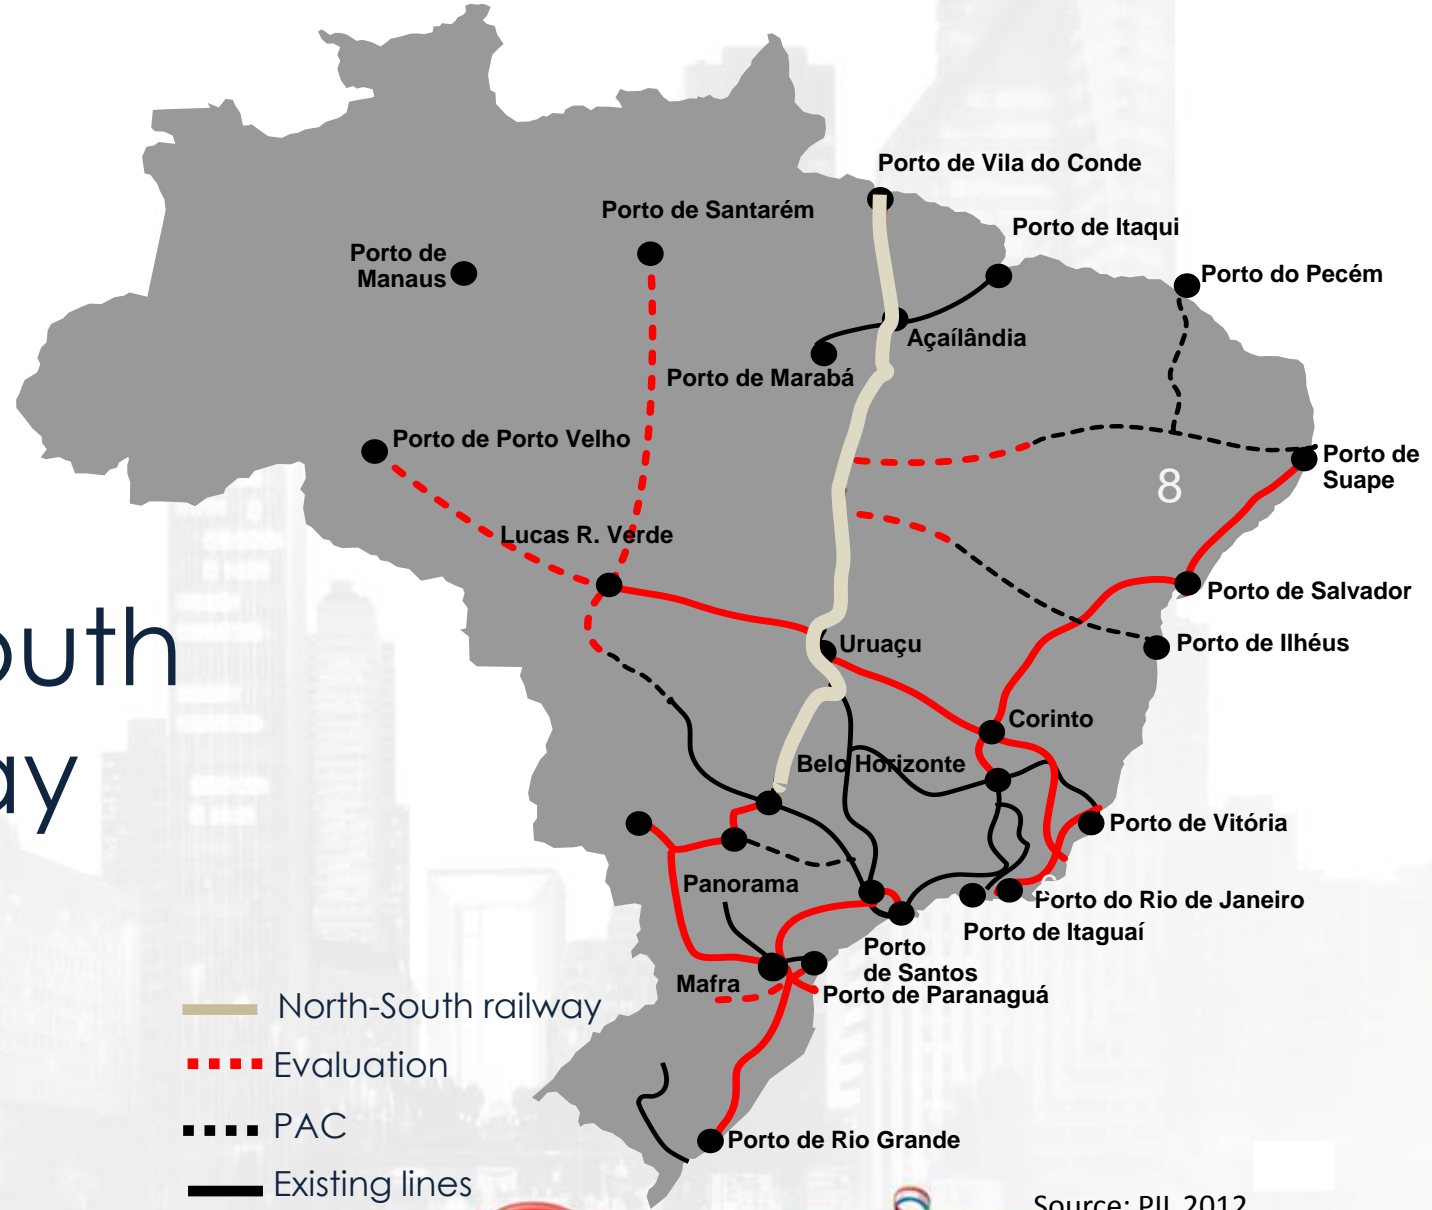 Porto de Vila do Conde
Porto de Santarém
Porto de Itaqui
Porto de
Manaus
Porto do Pecém
Açaílândia
Porto de Marabá
Porto de Porto Velho
Porto de
Suape
8
Lucas R. Verde
Porto de Salvador
Uruaçu
Porto de Ilhéus
Corinto
Belo Horizonte
Porto de Vitória
Panorama
Porto do Rio de Janeiro
Porto de Itaguaí
Porto
de Santos
Mafra
Porto de Paranaguá
North-South railway
Evaluation
PAC
Porto de Rio Grande
Existing lines
Source: PIL 2012